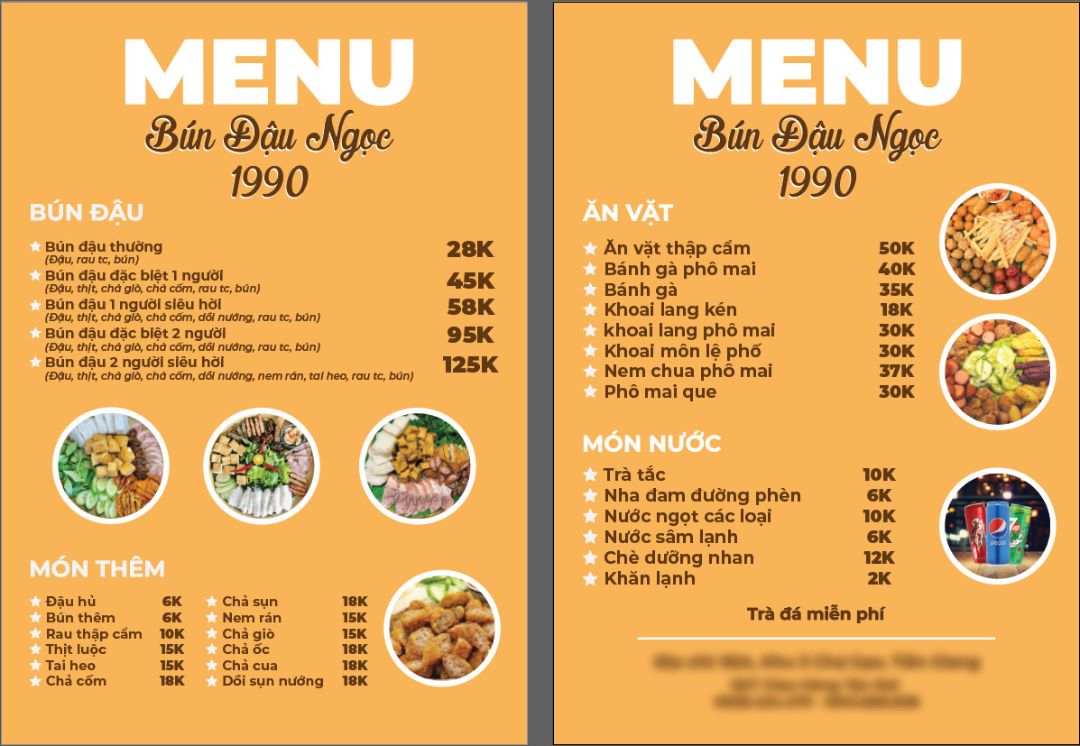 MENU
Bún Đậu Ngọc
1990
BÚN ĐẬU
Bún đậu thường 28K
(Đậu, rau tc, bún)
Bún đậu đặc biệt 1 người 45K
(Đậu, thịt, chả giò, chả cốm, rau tc, bún)
Bún đậu 1 người siêu hời 58K
(Đậu, thịt, chả giò, chả cốm, dồi nướng, rau tc, bún)
Bún đậu đặc biệt 2 người 95K
(Đậu, thịt, chả giò, chả cốm, dồi nướng, rau tc, bún)
Bún đậu 2 người siêu hời 125K
(Đậu, thịt, chả giò, chả cốm, dồi nướng, nem rán, tai heo, rau tc, bún)
MÓN THÊM
Đậu hủ 6K
Bún thêm 6K
Rau thập cẩm 10K
Thịt luộc 15K
Tai heo 15K
Chả cốm 18K
Chả sụn 18K
Nem rán 15K
Chả giò 15K
Chả ốc 18K
Chả cua 18K
Dồi sụn nướng 18K
MENU
Bún Đậu Ngọc
1990
ĂN VẶT
Ăn vặt thập cẩm 50K
Bánh gà phô mai 40K
Bánh gà 35K
Khoai lang kén 18K
khoai lang phô mai 30K
Khoai môn lệ phố 30K
Nem chua phô mai 37K
Phô mai que 30K
MÓN NƯỚC
Trà tắc 10K
Nha đam đường phèn 6K
Nước ngọt các loại 10K
Nước sâm lạnh 6K
Chè dưỡng nhan 12K
Khăn lạnh 2K
pepsi
Trà đá miễn phí